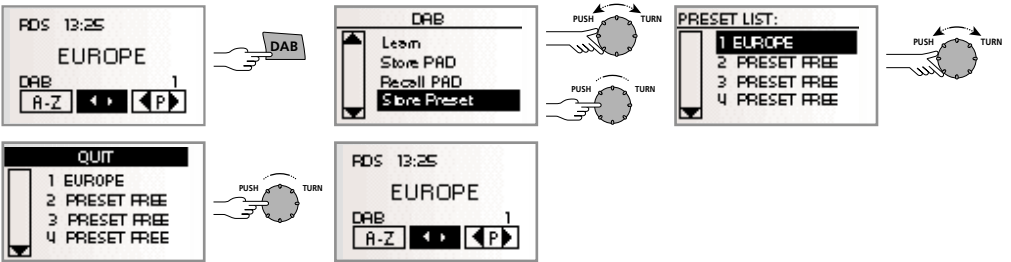 RDS 13:25
EUROPE
DAB 1
A-Z P
DAB
DAB
Learn
Store PAD
Recall PAD
Store Preset
PUSH TURN
PUSH TURN
PRESET LIST:
1 EUROPE
2 PRESET FREE
3 PRESET FREE
4 PRESET FREE
PUSH TURN
QUIT
1 EUROPE
2 PRESET FREE
3 PRESET FREE
4 PRESET FREE
PUSH TURN
RDS 13:25
EUROPE
DAB 1
A-Z P